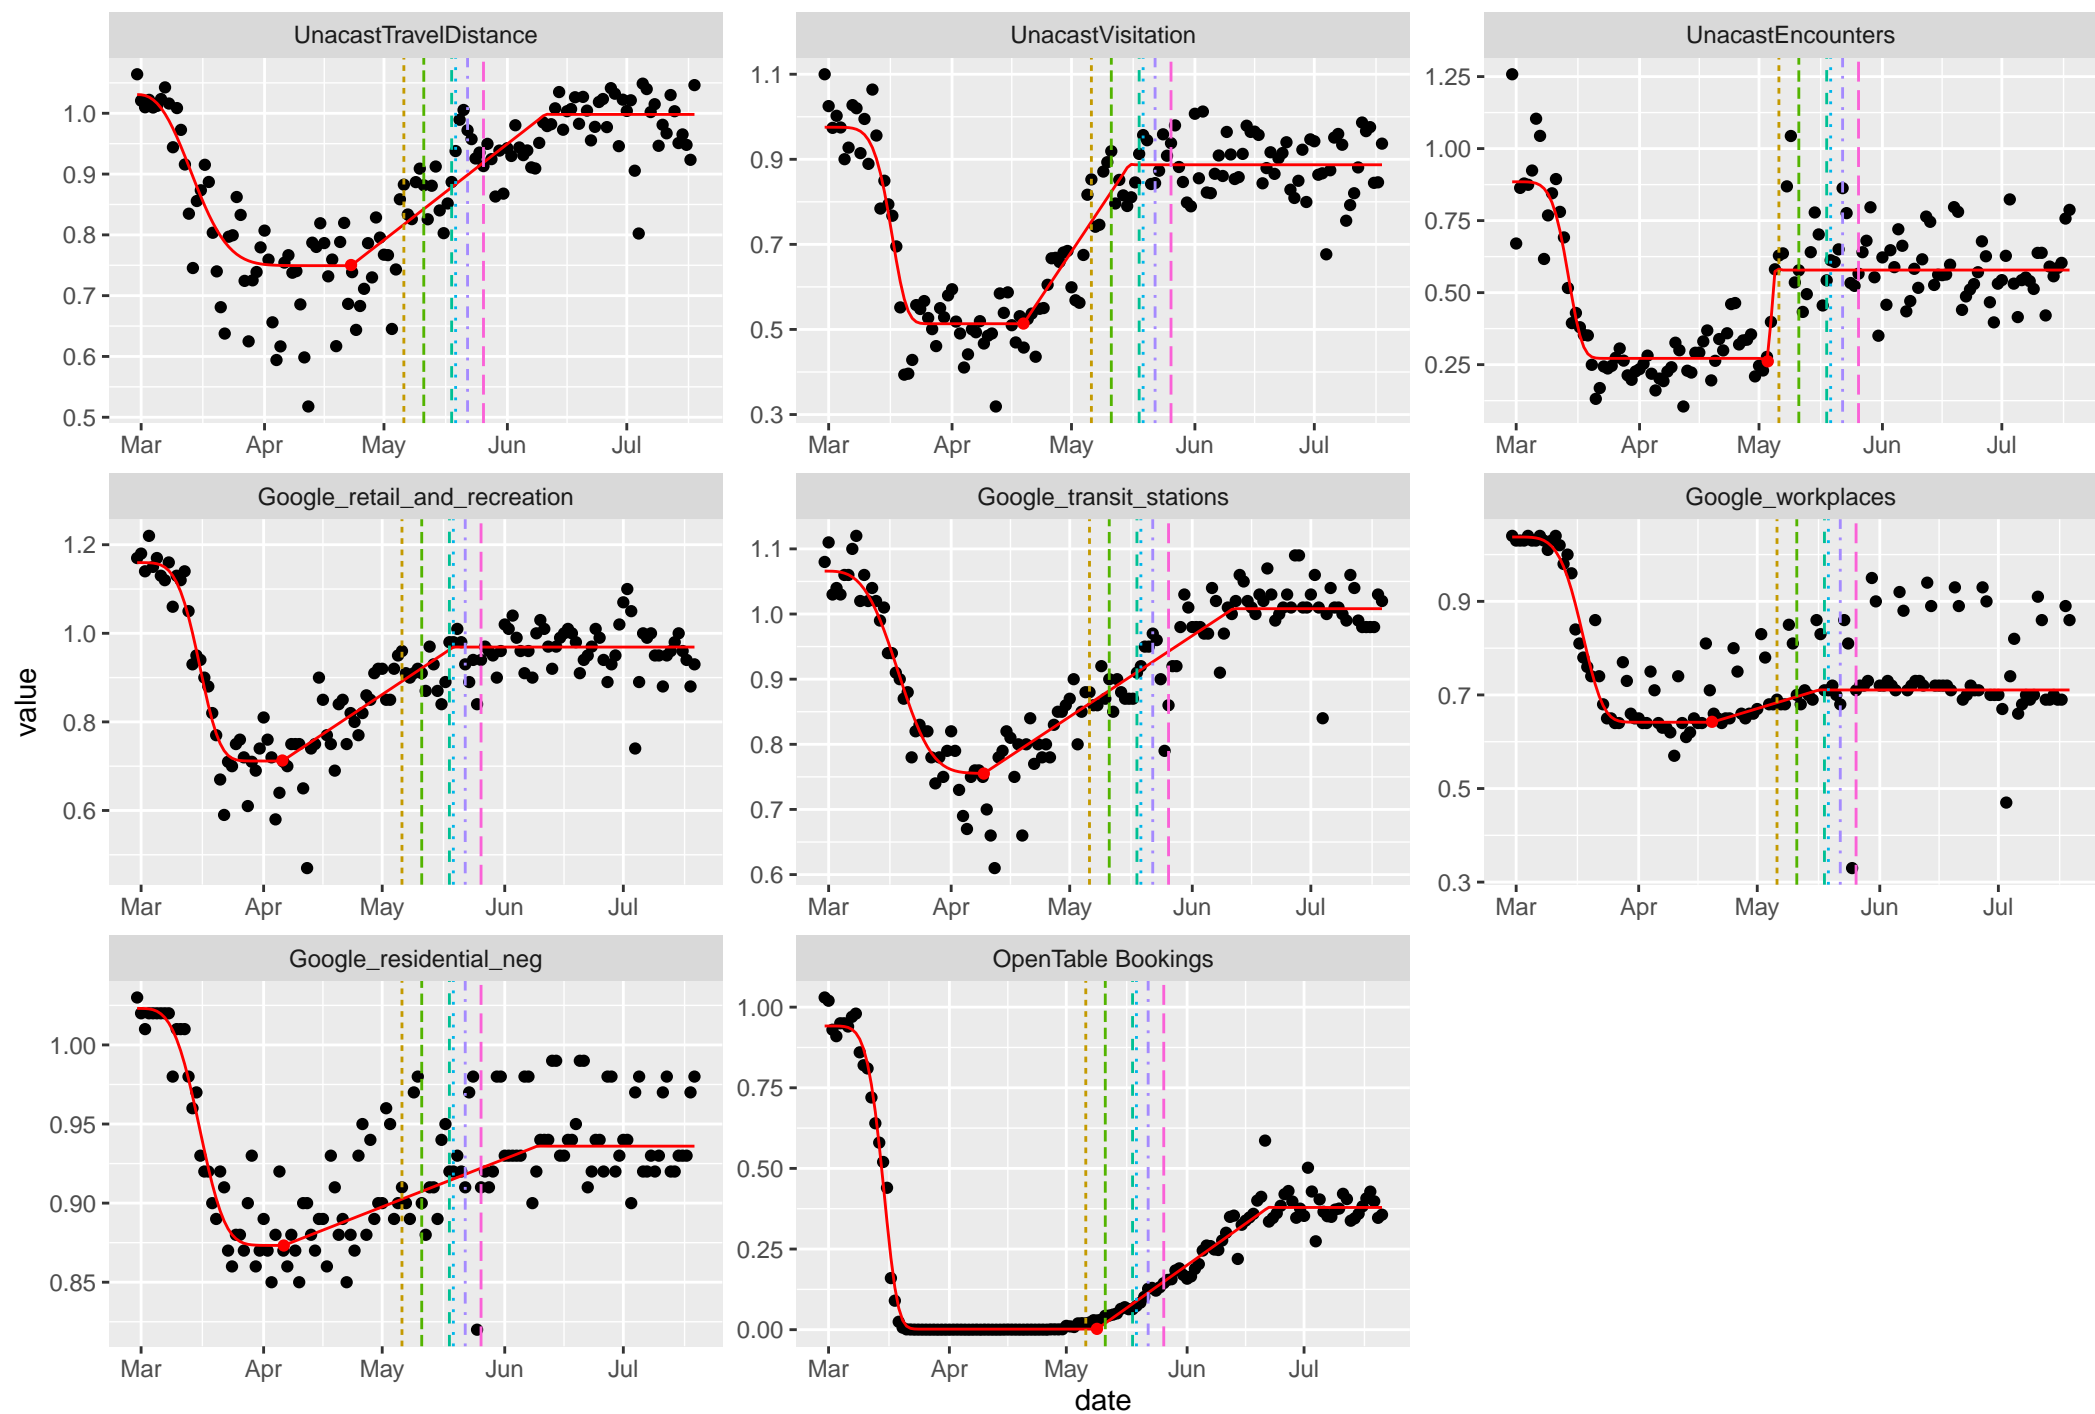 UnacastTravelDistance UnacastVisitation UnacastEncounters
1.0 0.9 0.8 0.7 0.6 0.5
1.1 0.9 0.7 0.5 0.3
1.25 1.00 0.75 0.50 0.25
Mar Apr May Jun Jul Mar Apr May Jun Jul Mar Apr May Jun Jul
Google_retail_and_recreation Google_transit_stations Google_workplaces
1.2 1.0 0.8 0.6
1.1 1.0 0.9 0.8 0.7 0.6
0.9 0.7 0.5 0.3
value
Mar Apr May Jun Jul Mar Apr May Jun Jul Mar Apr May Jun Jul
Google_residential_neg OpenTable Bookings
1.00 0.95 0.90 0.85
1.00 0.75 0.50 0.25 0.00
Mar Apr May Jun Jul Mar Apr May Jun Jul
date